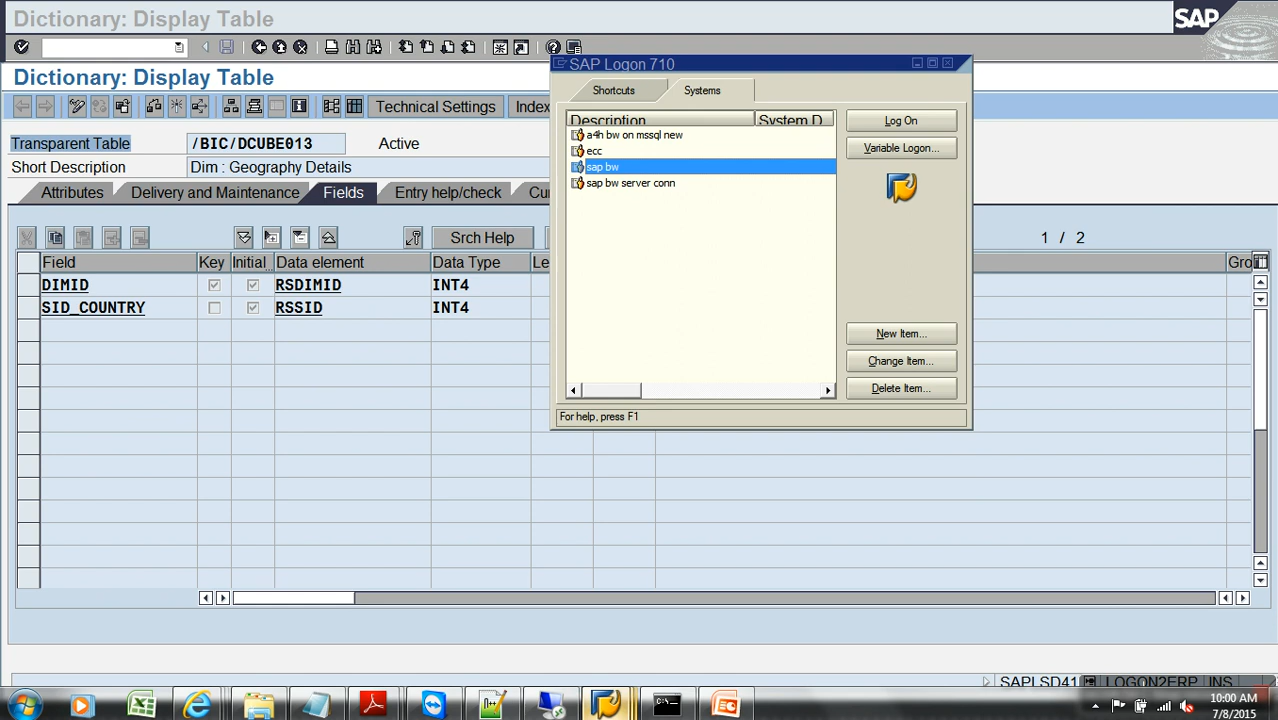 Dictionary: Display Table
SAP
Dictionary: Display Table
Technical Settings
Index
Transparent Table
/BIC/DCUBE013
Active
Short Description
Dim : Geography Details
Attributes
Delivery and Maintenance
Fields
Entry help/check
Srch Help
1 / 2
Field
Key
Initial..
Data element
Data Type
DIMID
RSDIMID
INT4
SID_COUNTRY
RSSID
INT4
SAP Logon 710
Shortcuts
Systems
Description
System D
a4h bw on mssql new
ecc
sap bw
sap bw server conn
Log On
Variable Logon...
New Item...
Change Item...
Delete Item...
For help, press F1
SAPLSD41
LOGON2ERP
INS
10:00 AM
7/8/2015